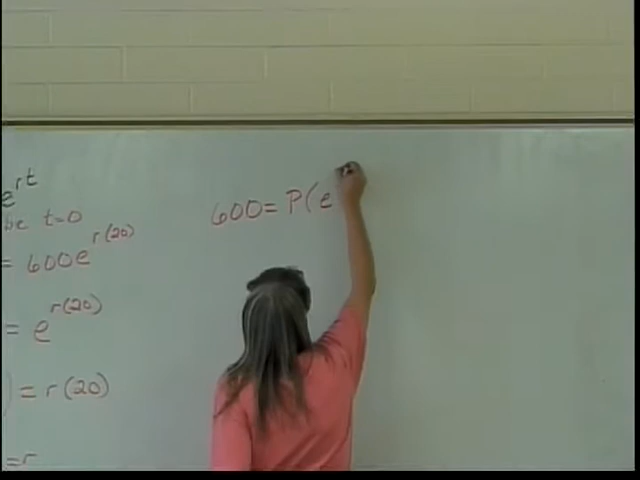 e^{rt}
be t=0
= 600e^{r(20)}
= e^{r(20)}
) = r(20)
= r
600 = P(e